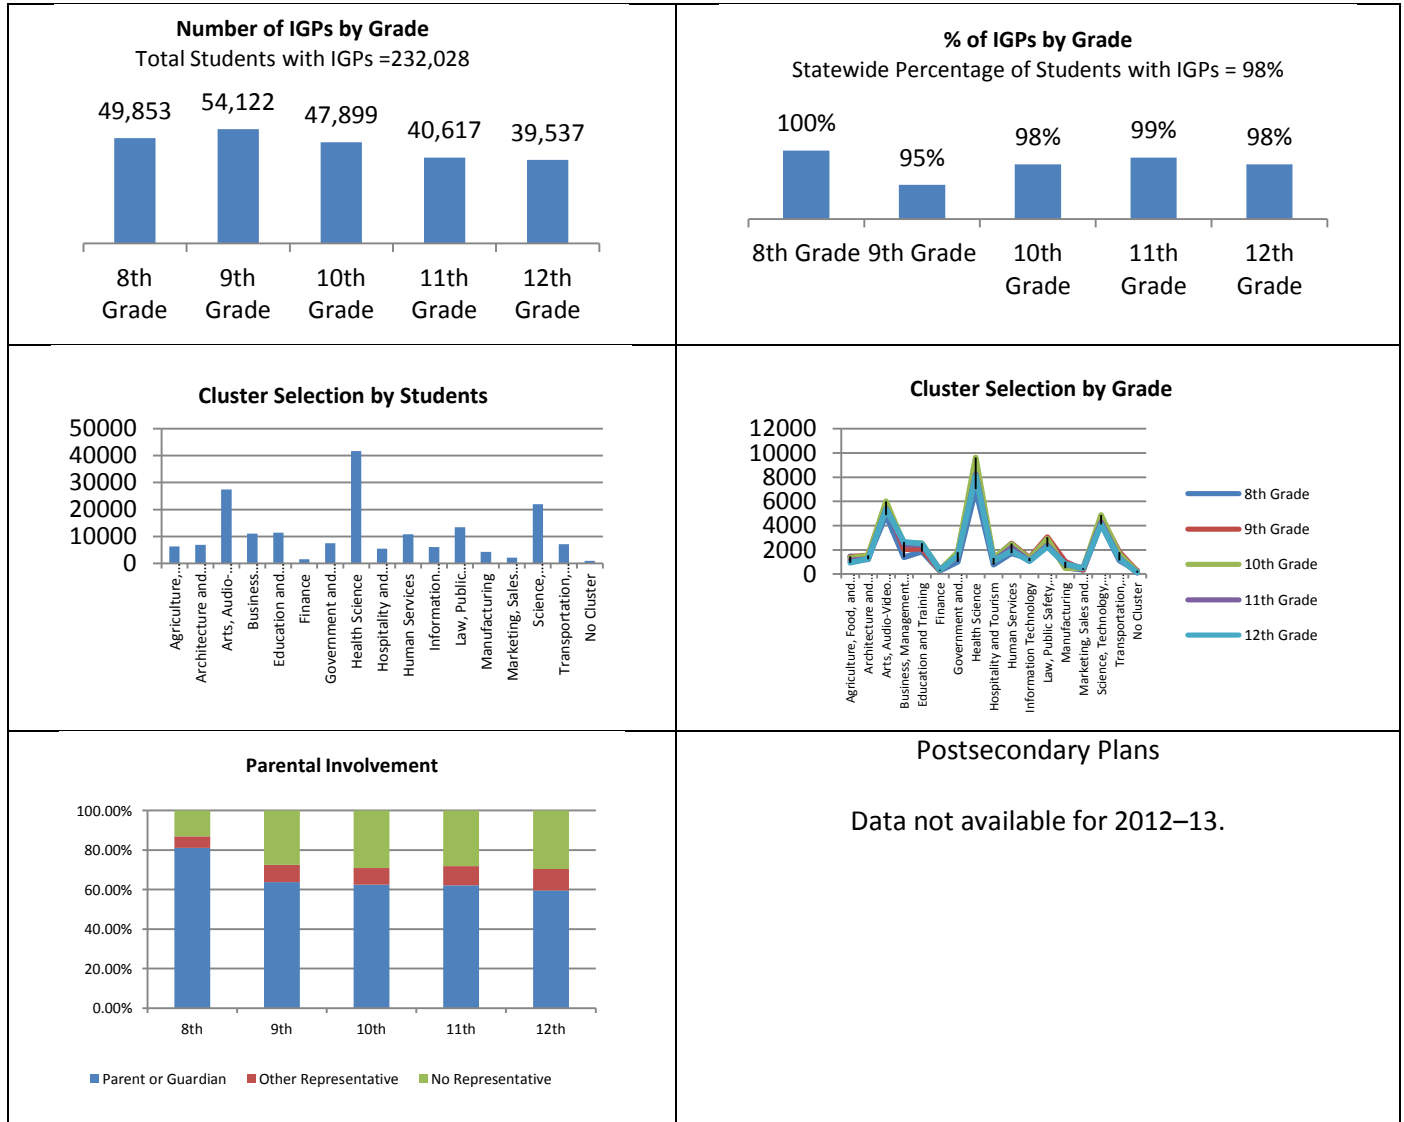 Number of IGPs by Grade
Total Students with IGPs =232,028
49,853
54,122
47,899
40,617
39,537
8th Grade
9th Grade
10th Grade
11th Grade
12th Grade
% of IGPs by Grade
Statewide Percentage of Students with IGPs = 98%
100%
95%
98%
99%
98%
8th Grade
9th Grade
10th Grade
11th Grade
12th Grade
Cluster Selection by Students
50000
40000
30000
20000
10000
0
Agriculture,...
Architecture and...
Arts, Audio-...
Business...
Education and...
Finance
Government and...
Health Science
Hospitality and...
Human Services
Information...
Law, Public...
Manufacturing
Marketing, Sales...
Science,...
Transportation,...
No Cluster
Cluster Selection by Grade
12000
10000
8000
6000
4000
2000
0
Agriculture, Food, and...
Architecture and...
Arts, Audio-Video...
Business, Management...
Education and Training
Finance
Government and...
Health Science
Hospitality and Tourism
Human Services
Information Technology
Law, Public Safety,...
Manufacturing
Marketing, Sales and...
Science, Technology,...
Transportation,...
No Cluster
8th Grade
9th Grade
10th Grade
11th Grade
12th Grade
Parental Involvement
100.00%
80.00%
60.00%
40.00%
20.00%
0.00%
8th
9th
10th
11th
12th
Parent or Guardian
Other Representative
No Representative
Postsecondary Plans
Data not available for 2012–13.